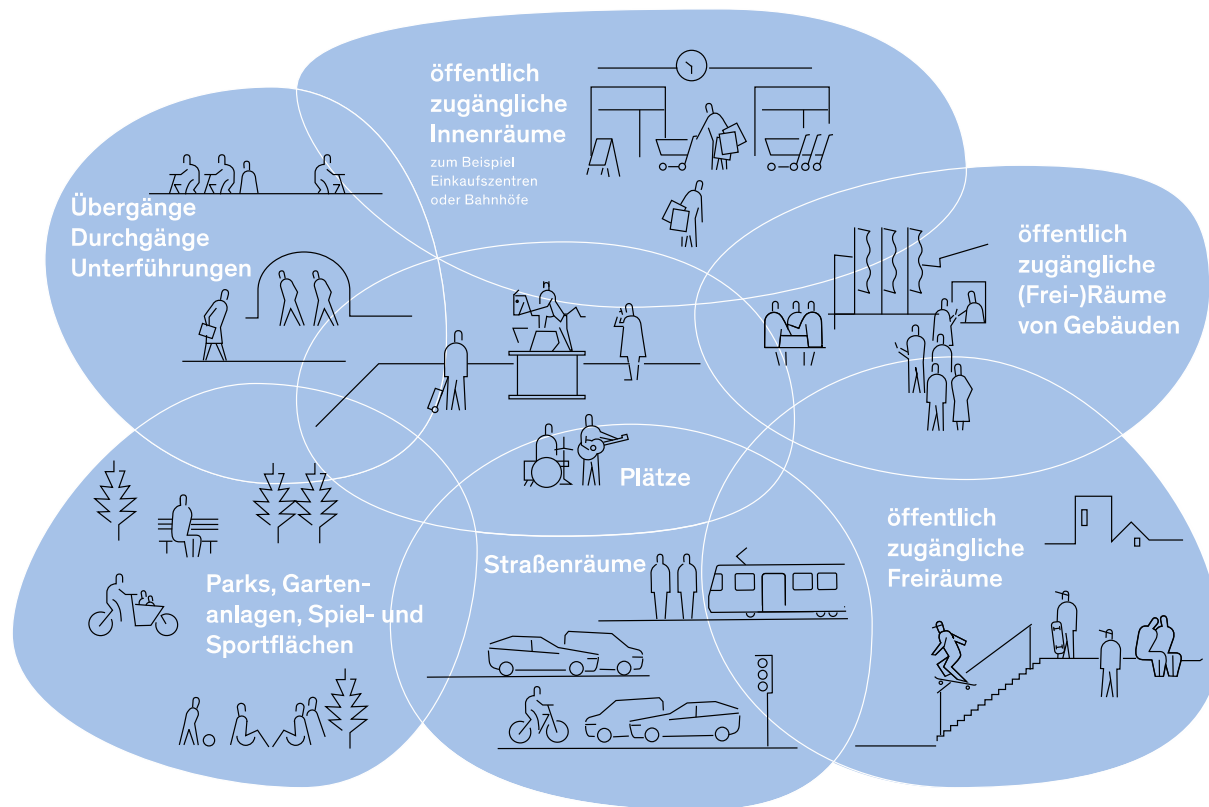 öffentlich
zugängliche
Innenräume
zum Beispiel
Einkaufszentren
oder Bahnhöfe
Übergänge
Durchgänge
Unterführungen
öffentlich
zugängliche
(Frei-)Räume
von Gebäuden
Plätze
Parks, Garten-
anlagen, Spiel- und
Sportflächen
Straßenräume
öffentlich
zugängliche
Freiräume